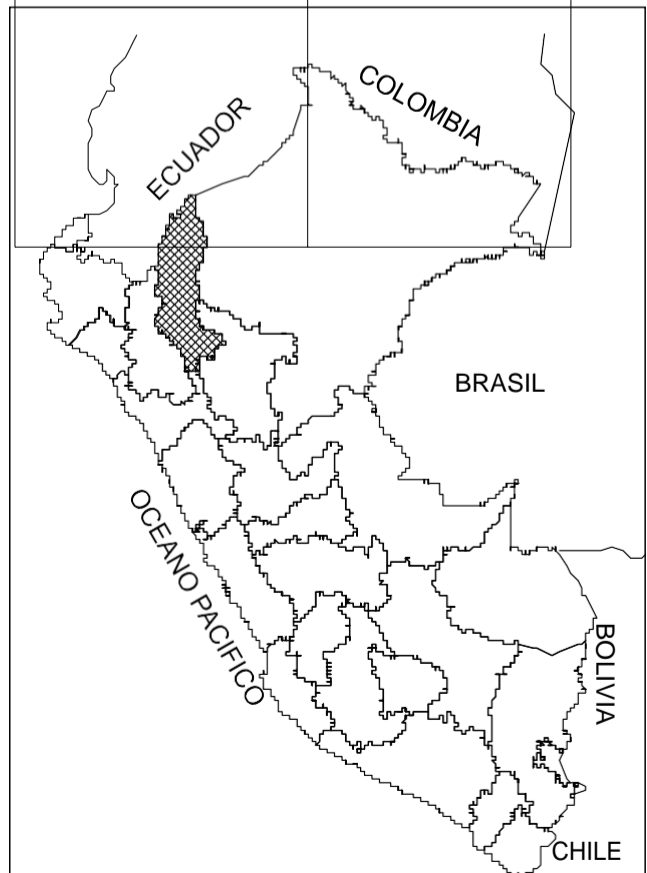 COLOMBIA
ECUADOR
BRASIL
OCEANO PACIFICO
BOLIVIA
CHILE